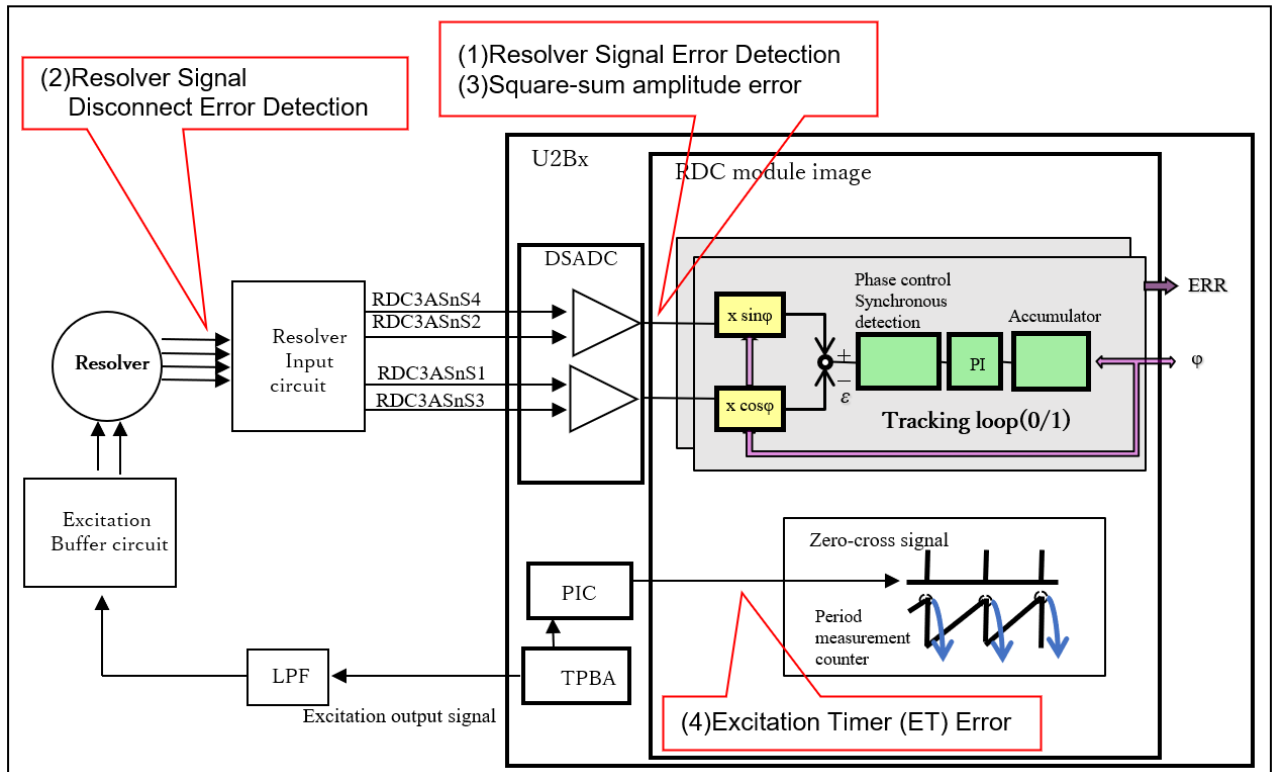 (2)Resolver Signal
Disconnect Error Detection
(1)Resolver Signal Error Detection
(3)Square-sum amplitude error
U2Bx
RDC module image
DSADC
RDC3ASnS4
RDC3ASnS2
RDC3ASnS1
RDC3ASnS3
Resolver
Resolver
Input
circuit
x sinφ
x cosφ
+
−
ε
Phase control
Synchronous
detection
PI
Accumulator
Tracking loop(0/1)
ERR
φ
Excitation
Buffer circuit
LPF
Excitation output signal
PIC
TPBA
Zero-cross signal
Period
measurement
counter
(4)Excitation Timer (ET) Error